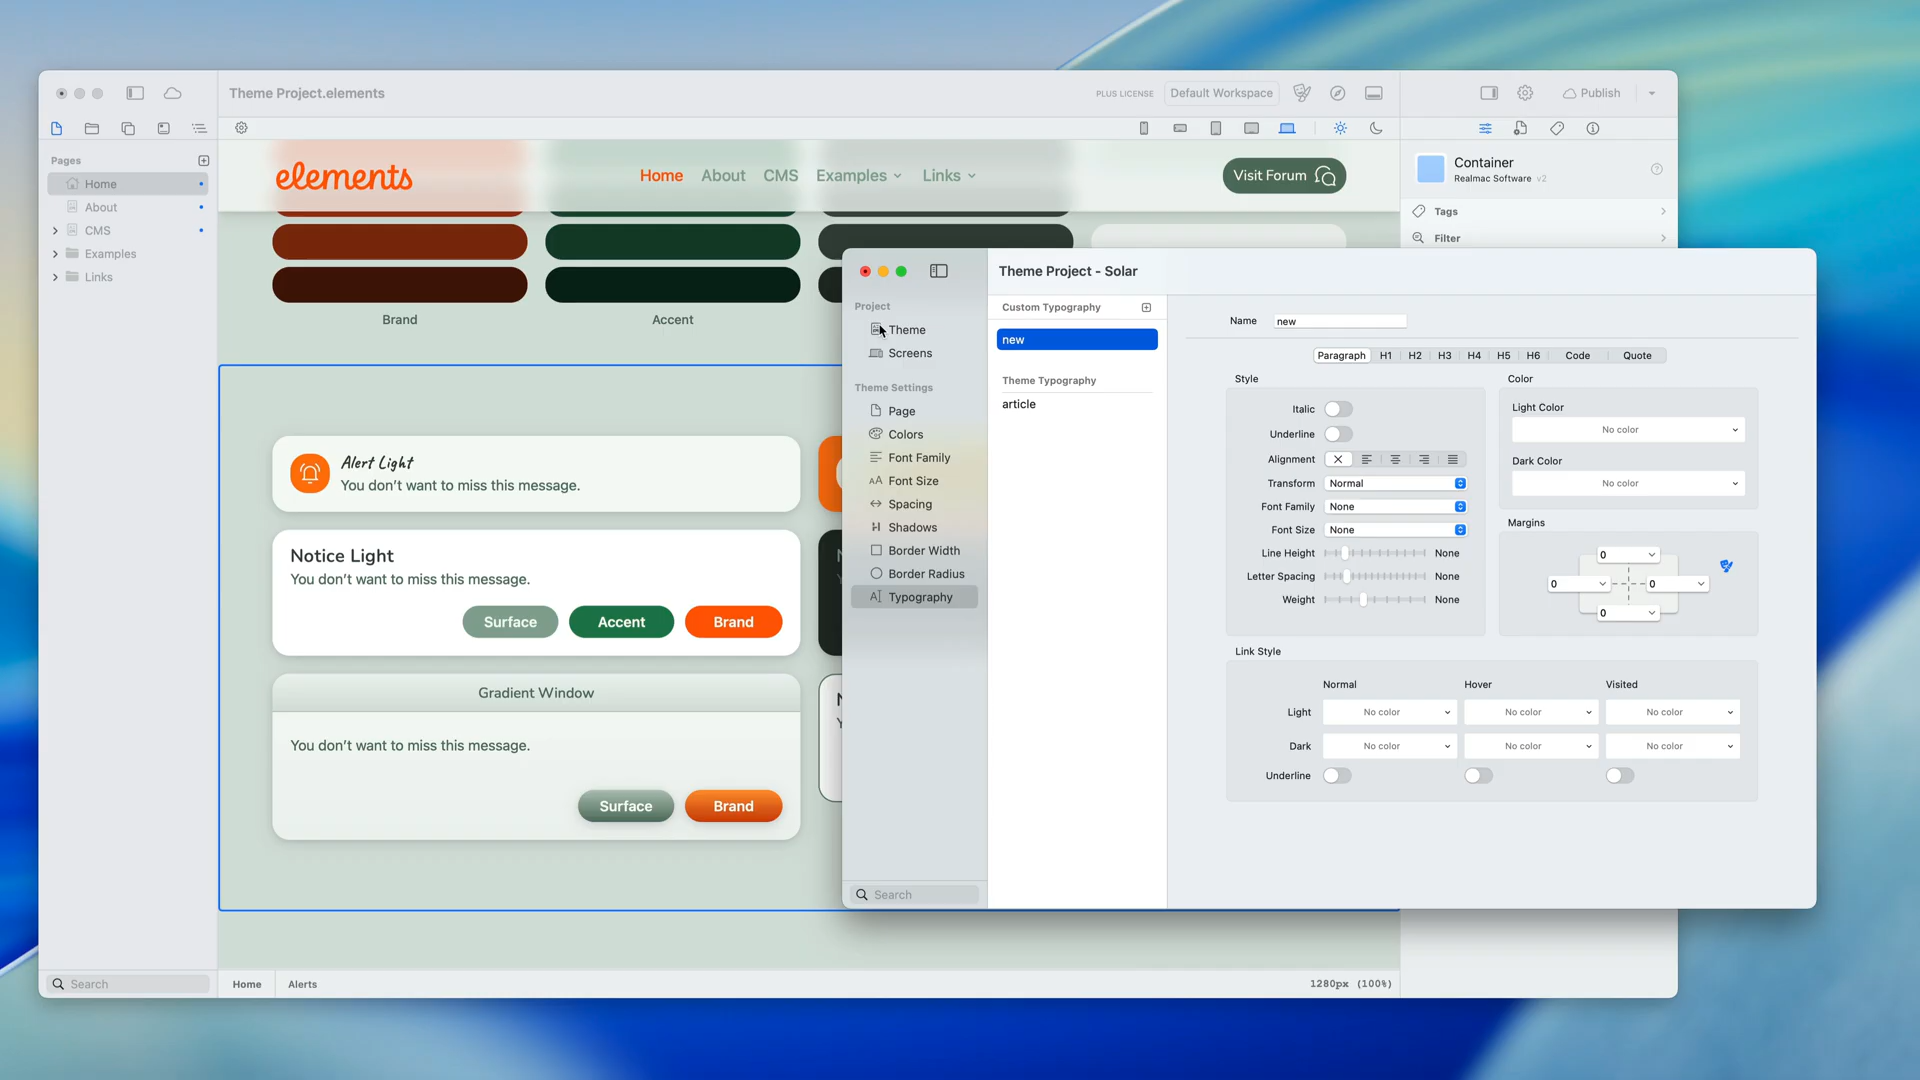 Theme Project.elements
PLUS LICENSE
Default Workspace
Publish
Pages
Home
About
CMS
Examples
Links
Search
elements
Home
About
CMS
Examples
Links
Visit Forum
Brand
Accent
Alert Light
You don't want to miss this message.
Notice Light
You don't want to miss this message.
Surface
Accent
Brand
Gradient Window
You don't want to miss this message.
Surface
Brand
Home
Alerts
1280px (100%)
Container
Realmac Software v2
Tags
Filter
Theme Project - Solar
Project
Theme
Screens
Theme Settings
Page
Colors
Font Family
Font Size
Spacing
Shadows
Border Width
Border Radius
Typography
Search
Custom Typography
new
Theme Typography
article
Name
new
Paragraph
H1
H2
H3
H4
H5
H6
Code
Quote
Style
Italic
Underline
Alignment
Transform
Normal
Font Family
None
Font Size
None
Line Height
None
Letter Spacing
None
Weight
None
Color
Light Color
No color
Dark Color
No color
Margins
0
0
0
0
Link Style
Normal
Hover
Visited
Light
No color
No color
No color
Dark
No color
No color
No color
Underline